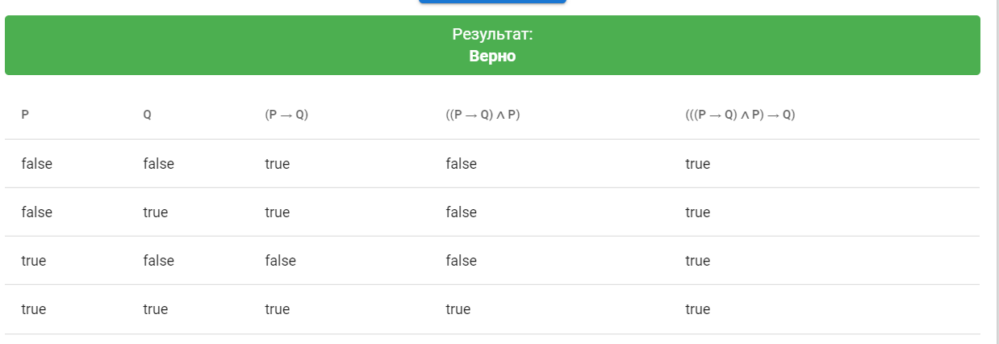 Результат:
Верно
P Q (P → Q) ((P → Q) ∧ P) (((P → Q) ∧ P) → Q)
false false true false true
false true true false true
true false false false true
true true true true true